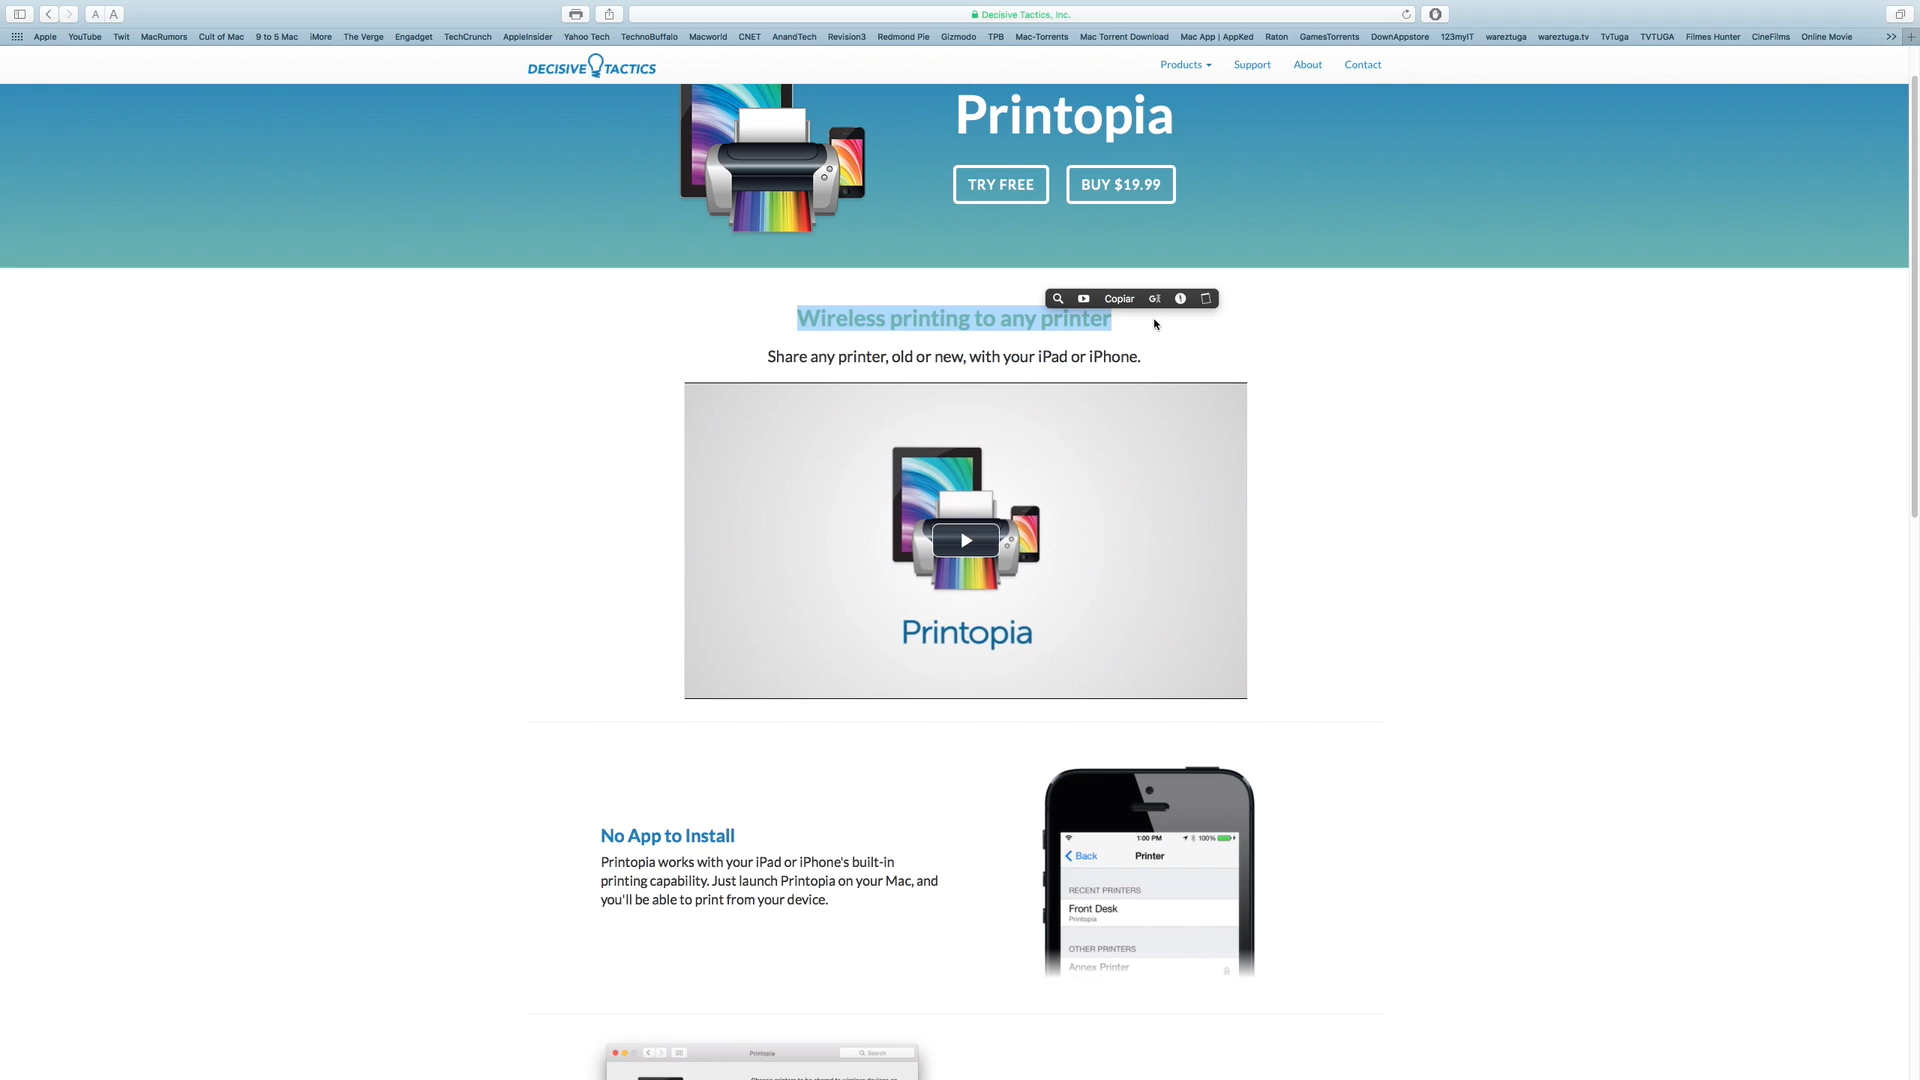 A A
Decisive Tactics, Inc.
Apple YouTube Twit MacRumors Cult of Mac 9 to 5 Mac iMore The Verge Engadget TechCrunch AppleInsider Yahoo Tech TechnoBuffalo Macworld CNET AnandTech Revision3 Redmond Pie Gizmodo TPB Mac-Torrents Mac Torrent Download Mac App | AppKed Raton GamesTorrents DownAppstore 123myIT wareztuga wareztuga.tv TvTuga TVTUGA Filmes Hunter CineFilms Online Movie >> +
DECISIVE TACTICS
Products Support About Contact
Printopia
TRY FREE BUY $19.99
Copiar
Wireless printing to any printer
Share any printer, old or new, with your iPad or iPhone.
Printopia
No App to Install
Printopia works with your iPad or iPhone's built-in
printing capability. Just launch Printopia on your Mac, and
you'll be able to print from your device.
1:00 PM 100%
Back Printer
RECENT PRINTERS
Front Desk
Printopia
OTHER PRINTERS
Annex Printer
Printopia Search